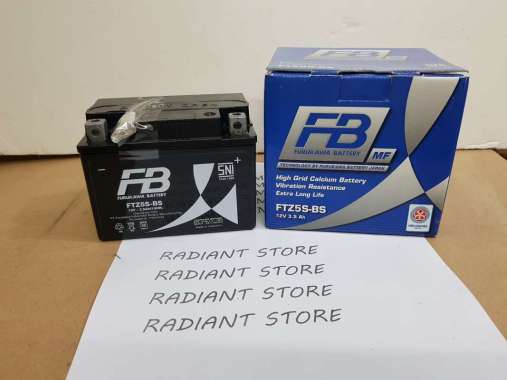 FB
FURUKAWA BATTERY
SNI
FTZ5S-BS
FB
FURUKAWA BATTERY
MF
TECHNOLOGY BY FURUKAWA BATTERY JAPAN
High Grid Calcium Battery
Vibration Resistance
Extra Long Life
FTZ5S-BS
12V 3.5 Ah
RADIANT STORE
RADIANT STORE
RADIANT STORE
RADIANT STORE